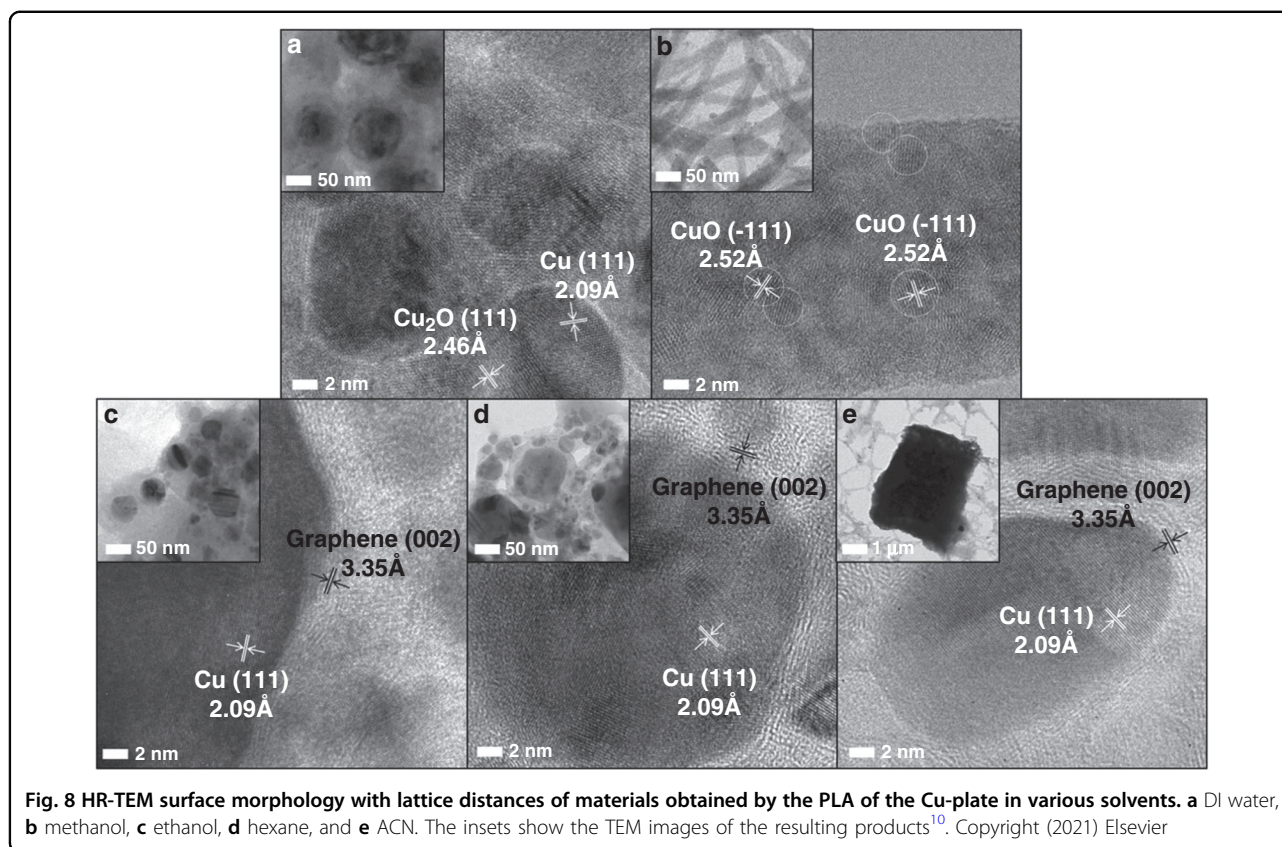 a
50 nm
Cu (111)
2.09Å
Cu₂O (111)
2.46Å
2 nm
b
50 nm
CuO (-111)
2.52Å
CuO (-111)
2.52Å
2 nm
c
50 nm
Graphene (002)
3.35Å
Cu (111)
2.09Å
2 nm
d
50 nm
Graphene (002)
3.35Å
Cu (111)
2.09Å
2 nm
e
1 μm
Graphene (002)
3.35Å
Cu (111)
2.09Å
2 nm
Fig. 8 HR-TEM surface morphology with lattice distances of materials obtained by the PLA of the Cu-plate in various solvents. a DI water,
b methanol, c ethanol, d hexane, and e ACN. The insets show the TEM images of the resulting products¹⁰. Copyright (2021) Elsevier